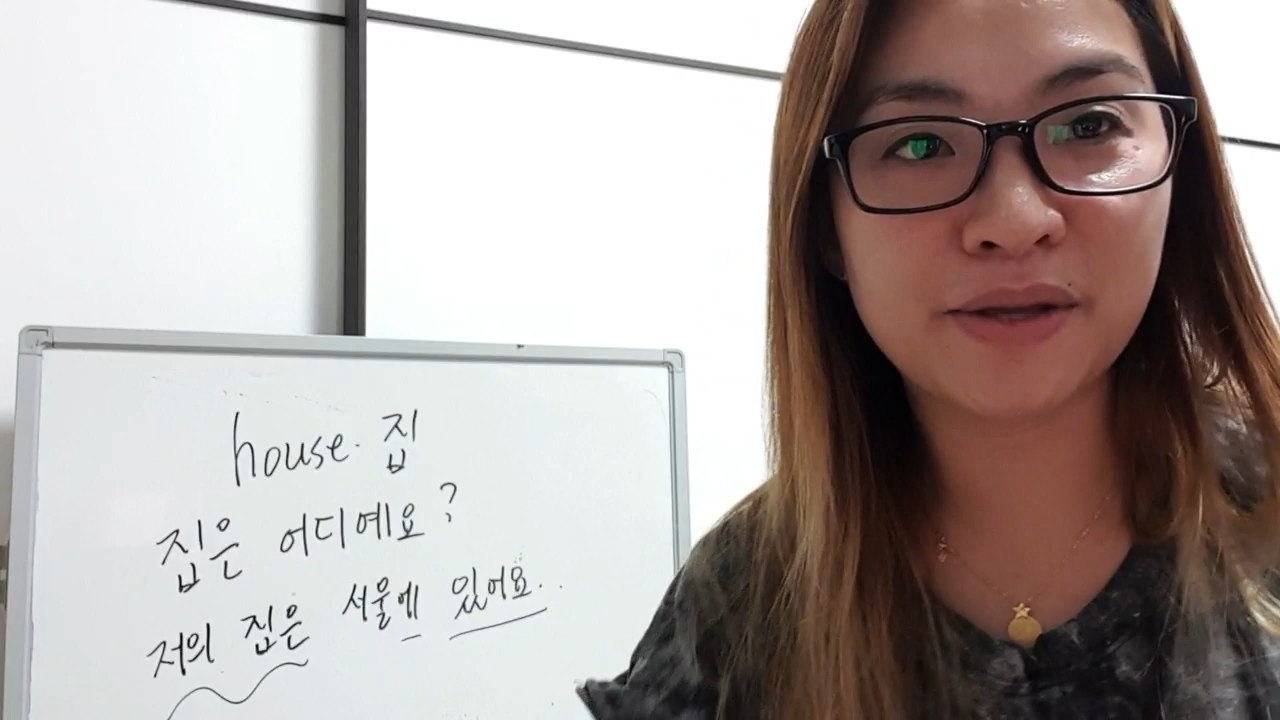 house. 집
집은 어디예요?
저의 집은 서울에 있어요.